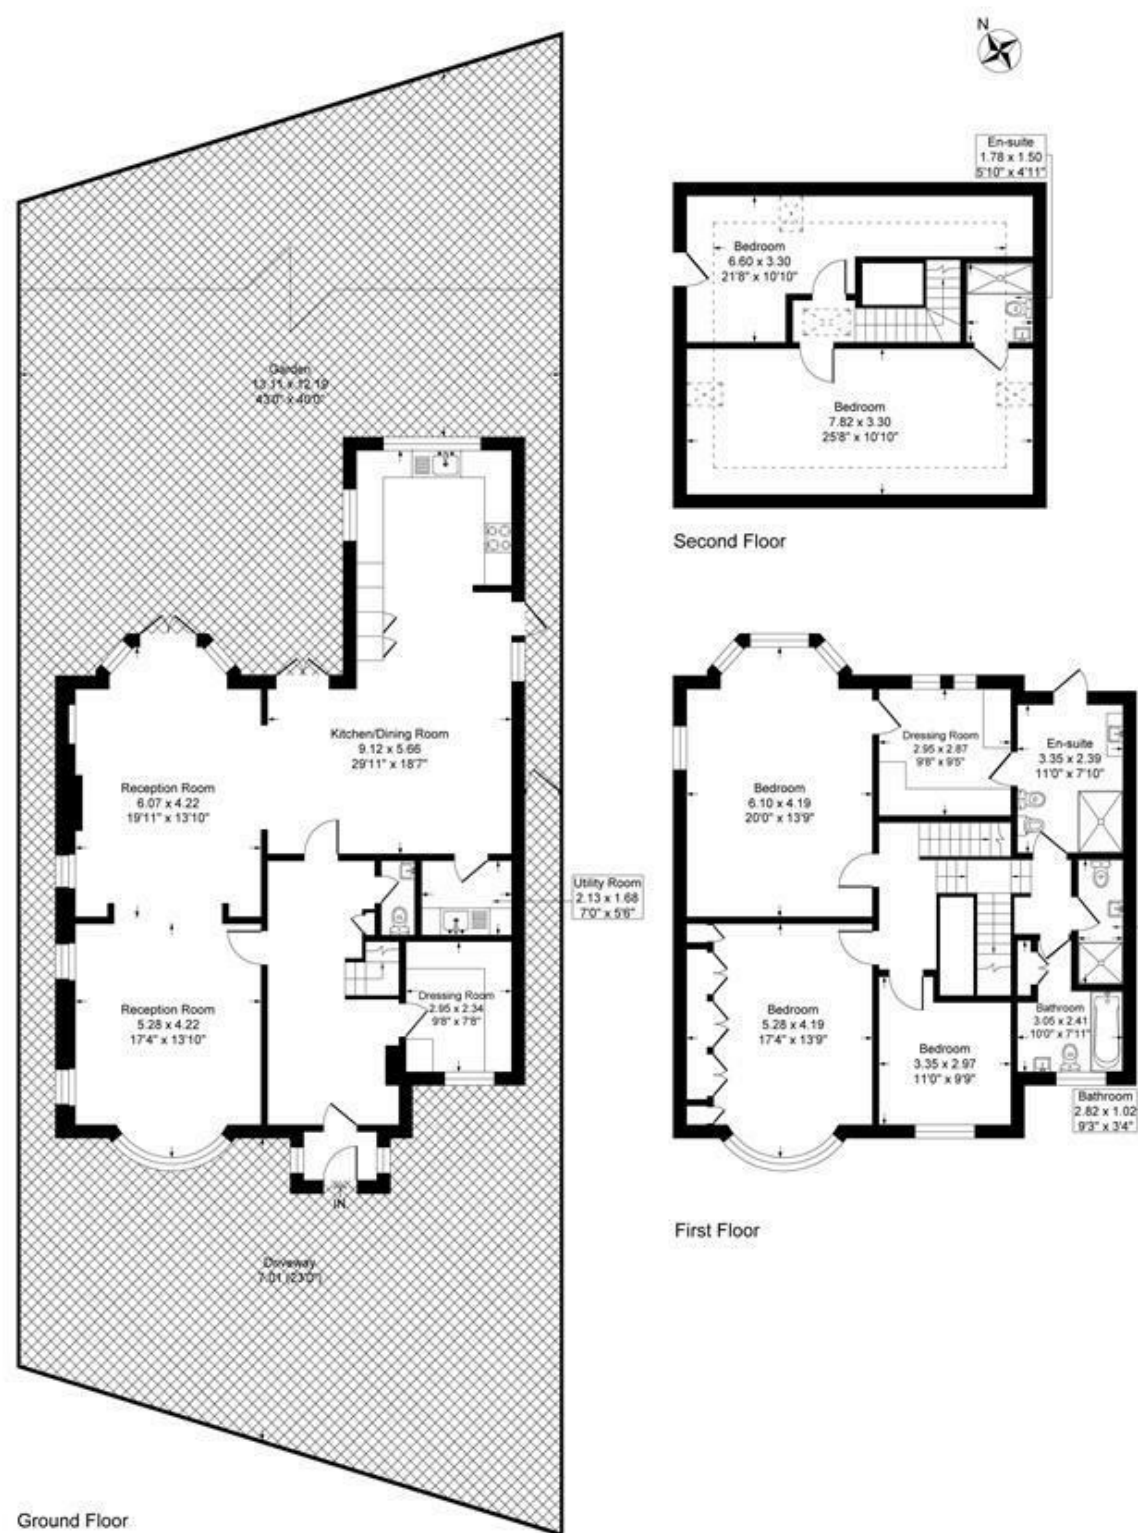 N
En-suite
1.78 x 1.50
5'10" x 4'11"
Bedroom
6.60 x 3.30
21'8" x 10'10"
Bedroom
7.82 x 3.30
25'8" x 10'10"
Second Floor
Garden
13.11 x 12.19
43'0" x 40'0"
Kitchen/Dining Room
9.12 x 5.66
29'11" x 18'7"
Reception Room
6.07 x 4.22
19'11" x 13'10"
Utility Room
2.13 x 1.68
7'0" x 5'6"
Dressing Room
2.95 x 2.34
9'8" x 7'8"
Reception Room
5.28 x 4.22
17'4" x 13'10"
IN
Driveway
7.01 (23'0")
Ground Floor
Dressing Room
2.95 x 2.87
9'8" x 9'5"
En-suite
3.35 x 2.39
11'0" x 7'10"
Bedroom
6.10 x 4.19
20'0" x 13'9"
Bedroom
5.28 x 4.19
17'4" x 13'9"
Bathroom
3.05 x 2.41
10'0" x 7'11"
Bedroom
3.35 x 2.97
11'0" x 9'9"
Bathroom
2.82 x 1.02
9'3" x 3'4"
First Floor